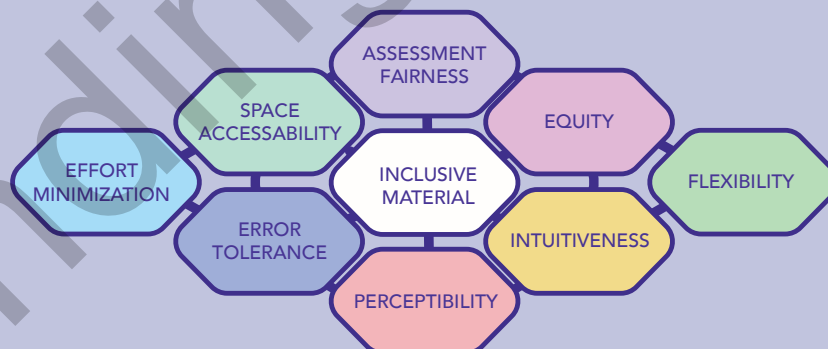 ASSESSMENT
FAIRNESS
SPACE
ACCESSABILITY
EQUITY
EFFORT
MINIMIZATION
INCLUSIVE
MATERIAL
FLEXIBILITY
ERROR
TOLERANCE
INTUITIVENESS
PERCEPTIBILITY